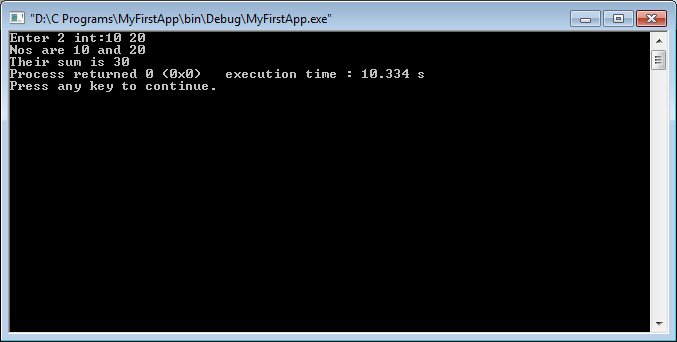 "D:\C Programs\MyFirstApp\bin\Debug\MyFirstApp.exe"
Enter 2 int:10 20
Nos are 10 and 20
Their sum is 30
Process returned 0 (0x0)   execution time : 10.334 s
Press any key to continue.